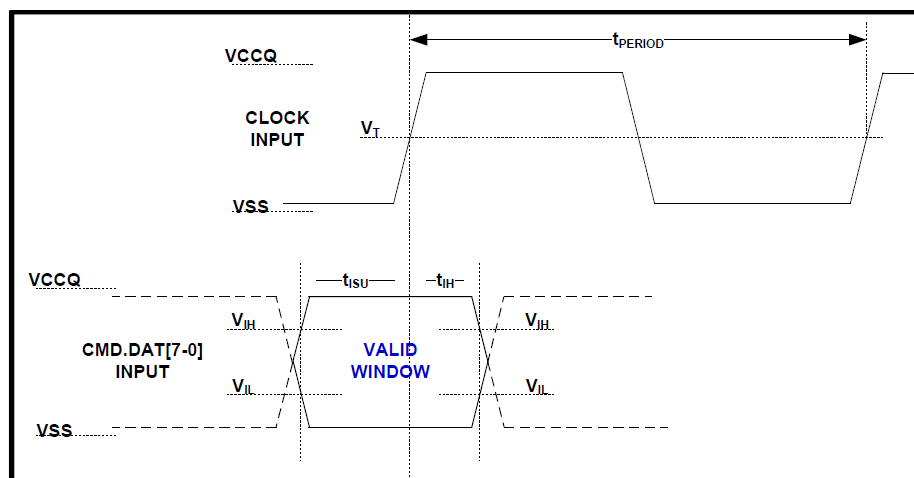 tPERIOD
VCCQ
CLOCK
INPUT
VT
VSS
VCCQ
tISU
tIH
VIH
VIH
CMD.DAT[7-0]
INPUT
VALID
WINDOW
VIL
VIL
VSS